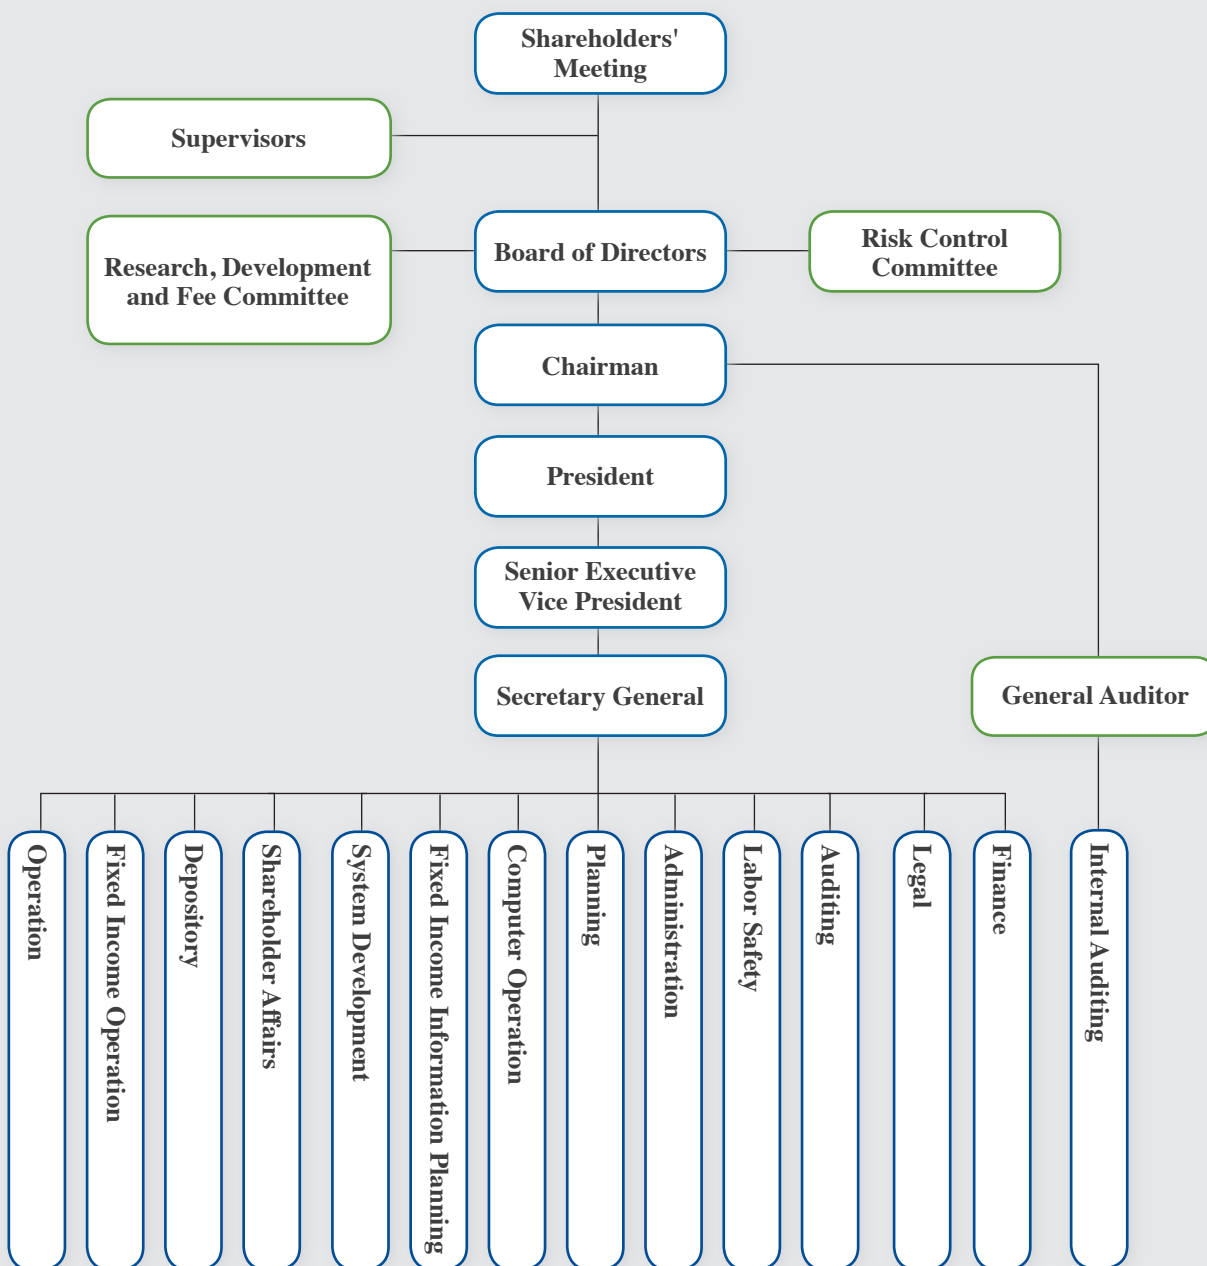 Shareholders'
Meeting
Supervisors
Research, Development
and Fee Committee
Board of Directors
Risk Control
Committee
Chairman
President
Senior Executive
Vice President
Secretary General
General Auditor
Operation
Fixed Income Operation
Depository
Shareholder Affairs
System Development
Fixed Income Information Planning
Computer Operation
Planning
Administration
Labor Safety
Auditing
Legal
Finance
Internal Auditing